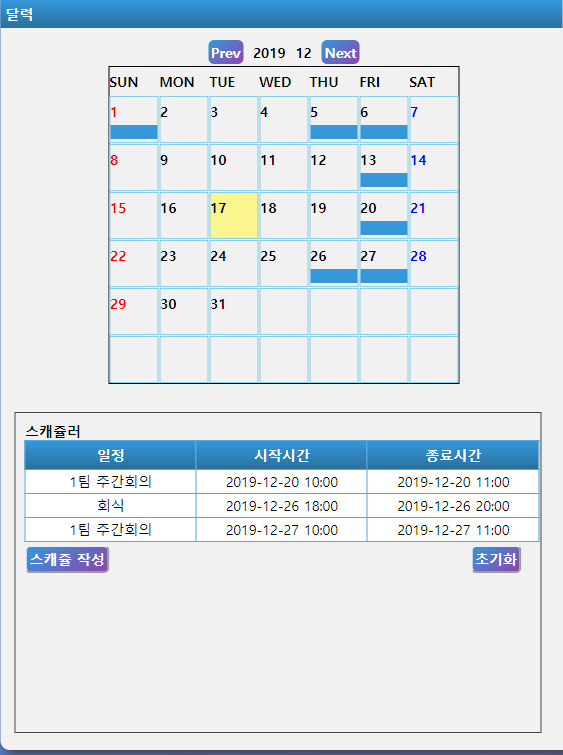 달력
Prev 2019 12 Next
SUN MON TUE WED THU FRI SAT
1 2 3 4 5 6 7
8 9 10 11 12 13 14
15 16 17 18 19 20 21
22 23 24 25 26 27 28
29 30 31
스캐쥴러
일정 시작시간 종료시간
1팀 주간회의 2019-12-20 10:00 2019-12-20 11:00
회식 2019-12-26 18:00 2019-12-26 20:00
1팀 주간회의 2019-12-27 10:00 2019-12-27 11:00
스캐쥴 작성 초기화